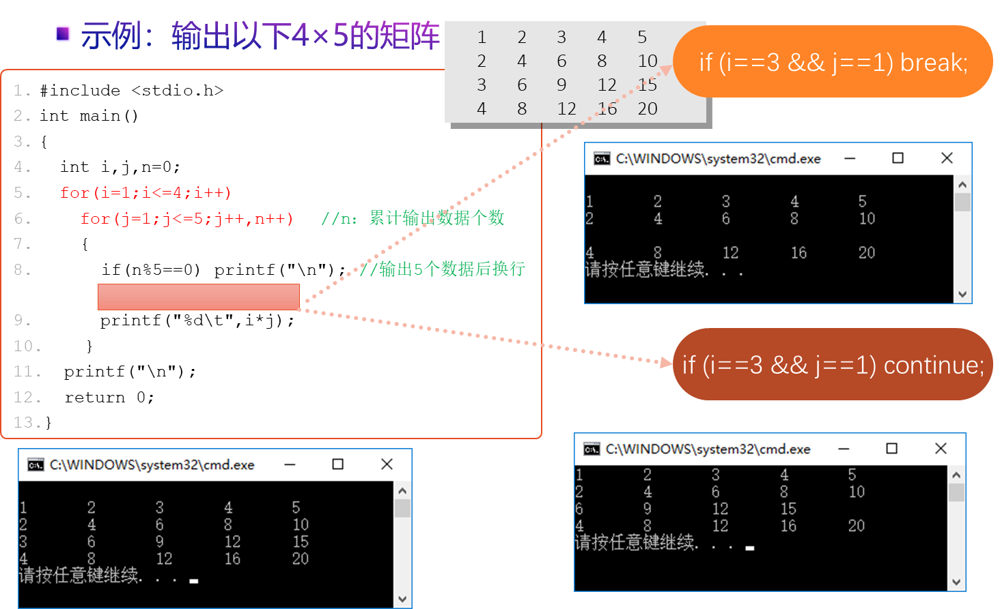 示例：输出以下4×5的矩阵
1 2 3 4 5
2 4 6 8 10
3 6 9 12 15
4 8 12 16 20
if (i==3 && j==1) break;
1. #include <stdio.h>
2. int main()
3. {
4. int i,j,n=0;
5. for(i=1;i<=4;i++)
6. for(j=1;j<=5;j++,n++) //n：累计输出数据个数
7. {
8. if(n%5==0) printf("\n"); //输出5个数据后换行
9. printf("%d\t",i*j);
10. }
11. printf("\n");
12. return 0;
13. }
C:\WINDOWS\system32\cmd.exe
1 2 3 4 5
2 4 6 8 10
4 8 12 16 20
请按任意键继续. . .
if (i==3 && j==1) continue;
C:\WINDOWS\system32\cmd.exe
1 2 3 4 5
2 4 6 8 10
3 6 9 12 15
4 8 12 16 20
请按任意键继续. . .
C:\WINDOWS\system32\cmd.exe
1 2 3 4 5
2 4 6 8 10
6 9 12 15
4 8 12 16 20
请按任意键继续. . .